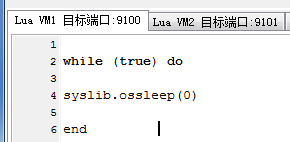 Lua VM1 目标端口:9100 Lua VM2 目标端口:9101
1
2 while (true) do
3
4 syslib.ossleep(0)
5
6 end